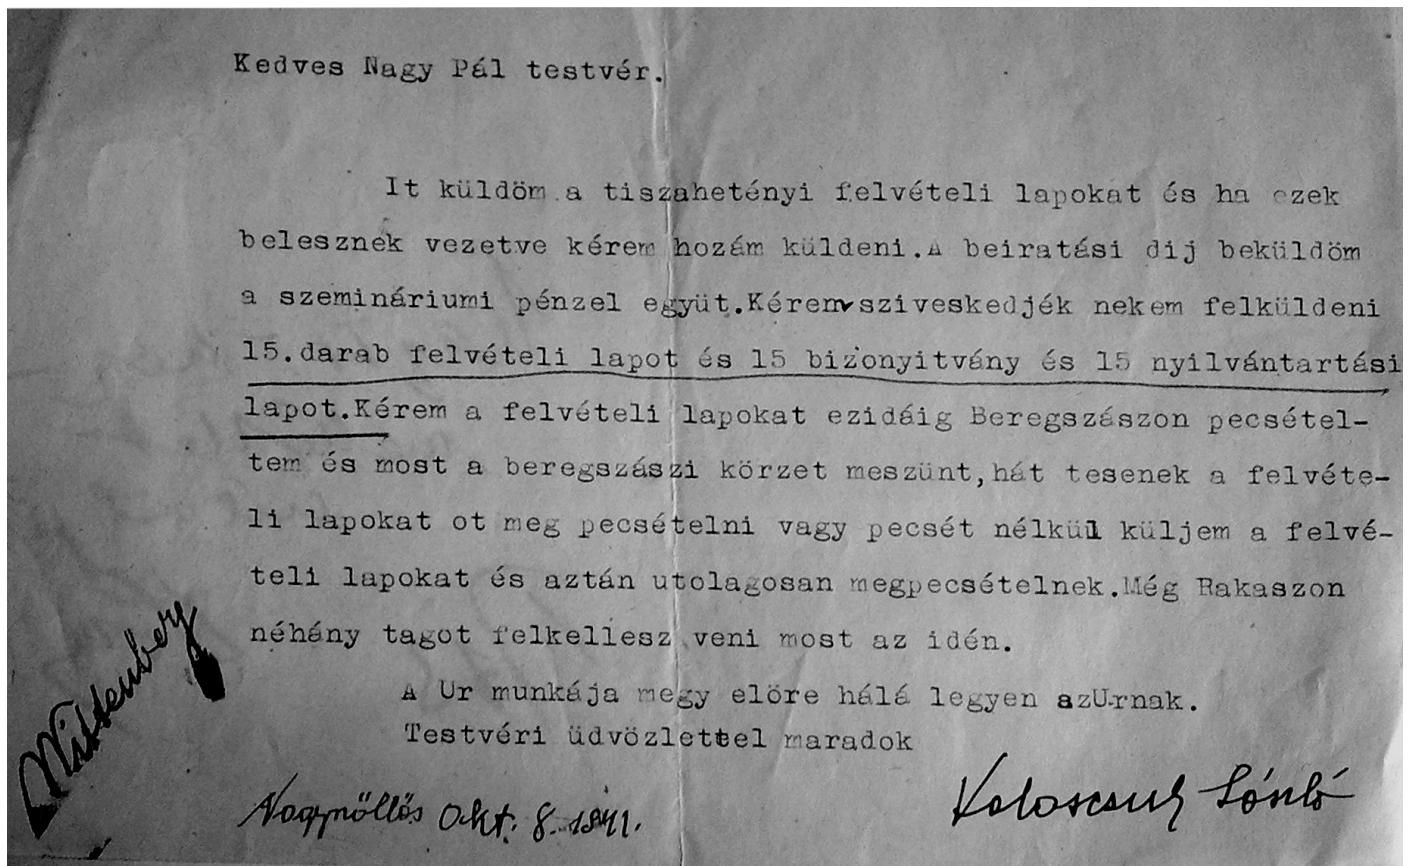 Kedves Nagy Pál testvér.
It küldöm a tiszahetényi felvételi lapokat és ha ezek
belesznek vezetve kérem hozám küldeni.A beiratási dij beküldöm
a szemináriumi pénzel együt.Kérem sziveskedjék nekem felküldeni
15.darab felvételi lapot és 15 bizonyitvány és 15 nyilvántartási
lapot.Kérem a felvételi lapokat ezidáig Beregszászon pecsétel-
tem és most a beregszászi körzet meszünt,hát tesenek a felvéte-
li lapokat ot meg pecsételni vagy pecsét nélkül küljem a felvé-
teli lapokat és aztán utolagosan megpecsételnek.Még Rakaszon
néhány tagot felkellesz veni most az idén.
A Ur munkája megy elöre hálá legyen azUrnak.
Testvéri üdvözlettel maradok
Wittenberg
Okt. 8. 1941.
László